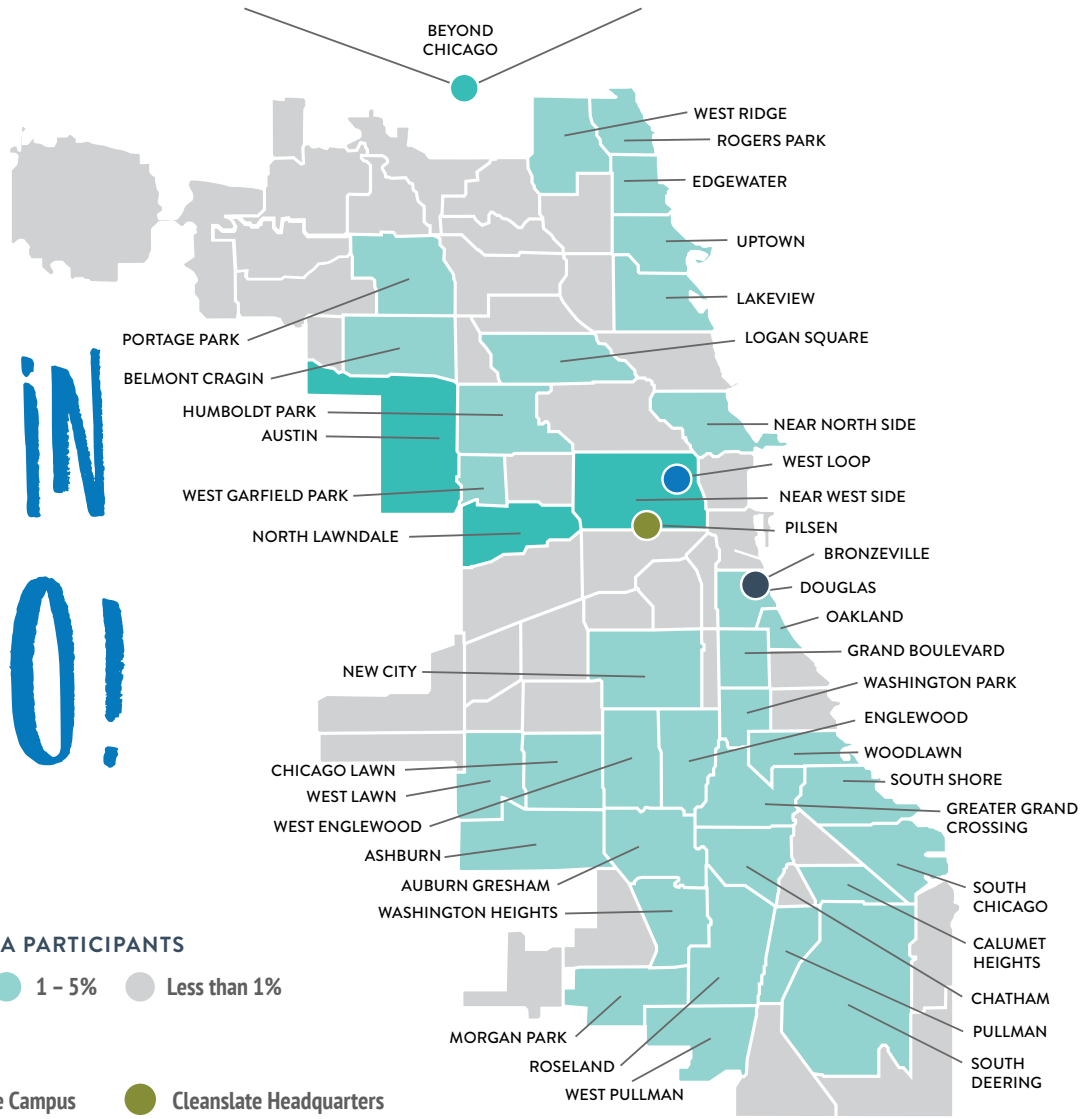 BEYOND
CHICAGO
WEST RIDGE
ROGERS PARK
EDGEWATER
UPTOWN
LAKEVIEW
LOGAN SQUARE
PORTAGE PARK
BELMONT CRAGIN
HUMBOLDT PARK
AUSTIN
NEAR NORTH SIDE
WEST LOOP
NEAR WEST SIDE
WEST GARFIELD PARK
PILSEN
NORTH LAWNDALE
BRONZEVILLE
DOUGLAS
OAKLAND
GRAND BOULEVARD
NEW CITY
WASHINGTON PARK
ENGLEWOOD
WOODLAWN
CHICAGO LAWN
SOUTH SHORE
WEST LAWN
GREATER GRAND
CROSSING
WEST ENGLEWOOD
ASHBURN
AUBURN GRESHAM
SOUTH
CHICAGO
WASHINGTON HEIGHTS
CALUMET
HEIGHTS
CHATHAM
PULLMAN
MORGAN PARK
ROSELAND
SOUTH
DEERING
WEST PULLMAN
iN
O!
A PARTICIPANTS
1 – 5%
Less than 1%
e Campus
Cleanslate Headquarters